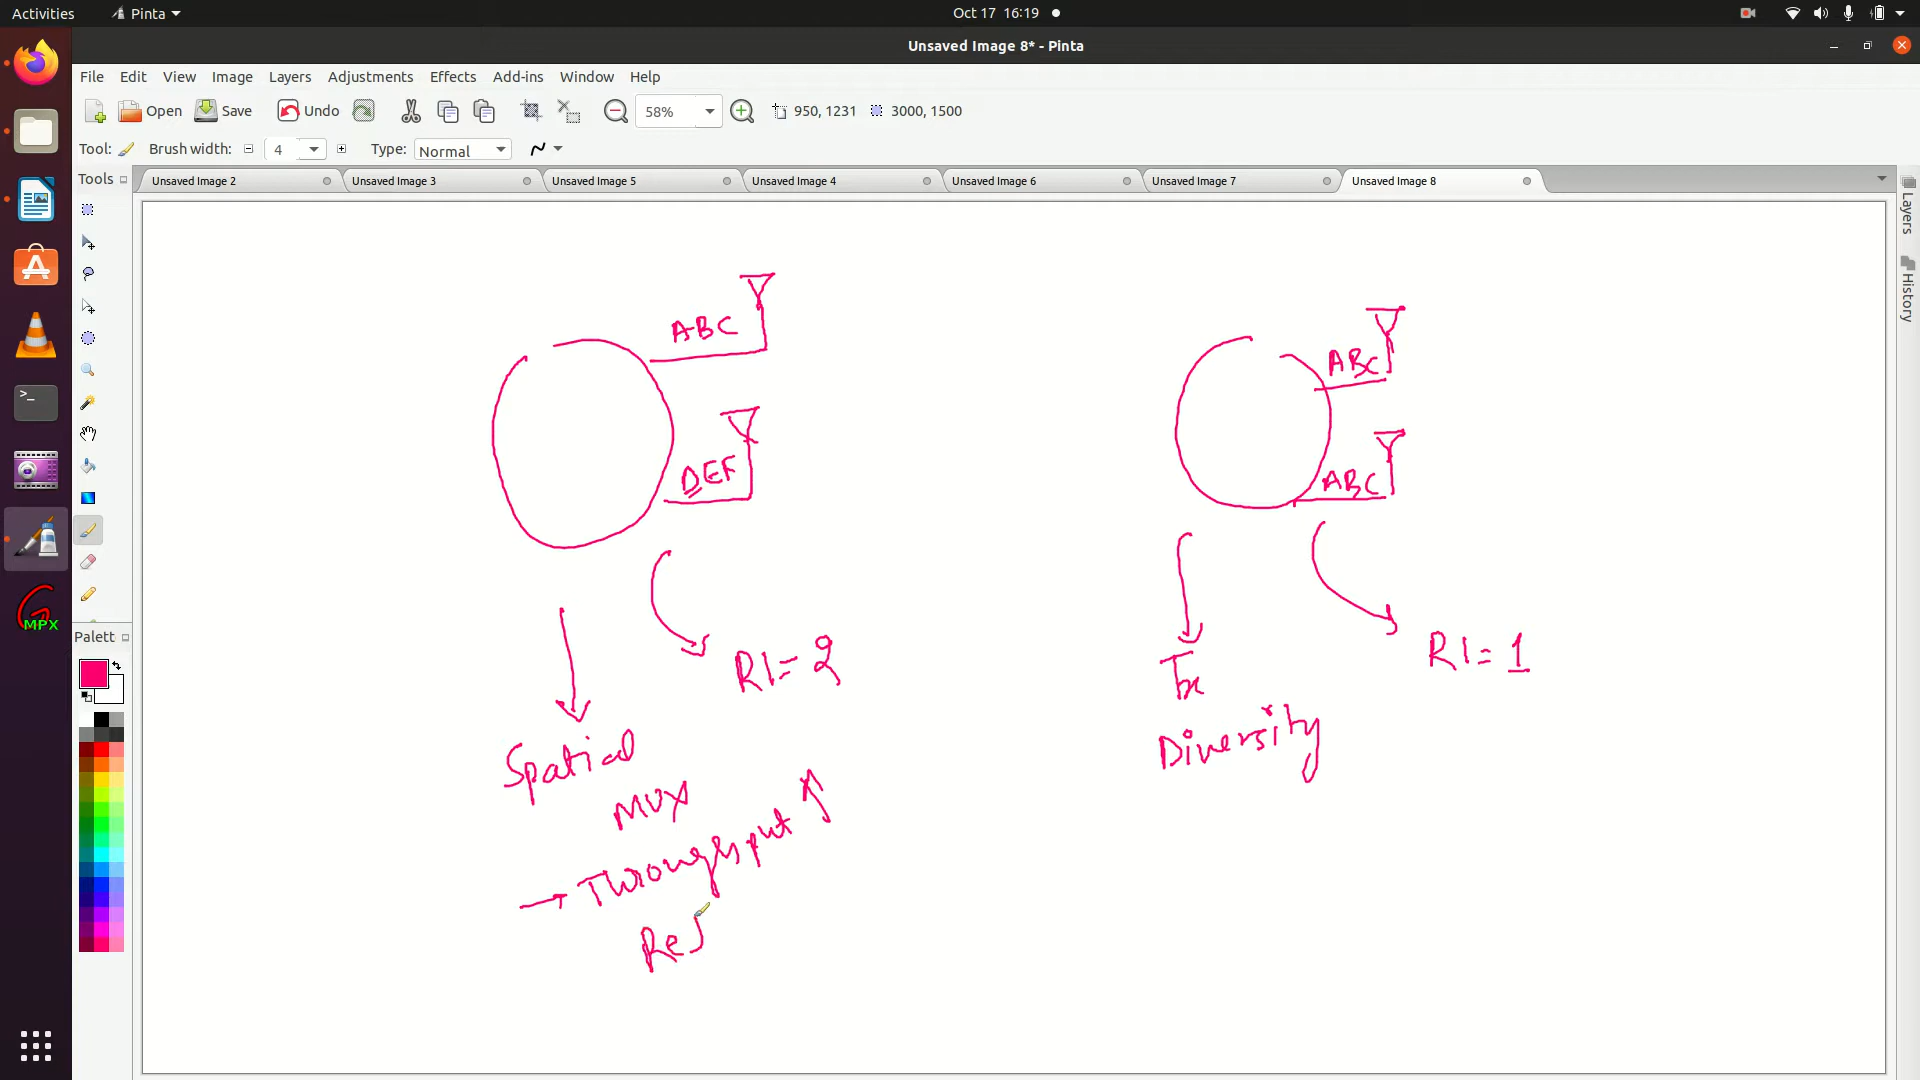 Activities
Pinta
Oct 17 16:19
Unsaved Image 8* - Pinta
File Edit View Image Layers Adjustments Effects Add-ins Window Help
Open Save Undo 58% 950, 1231 3000, 1500
Tool: Brush width: 4 Type: Normal
Tools
Unsaved Image 2 Unsaved Image 3 Unsaved Image 5 Unsaved Image 4 Unsaved Image 6 Unsaved Image 7 Unsaved Image 8
Layers
History
>_
MPX
Palett
ABC
DEF
RI= 2
Spatial
MUX
→ Throughput ↑
Res
ABC
ABC
RI= 1
Tx
Diversity